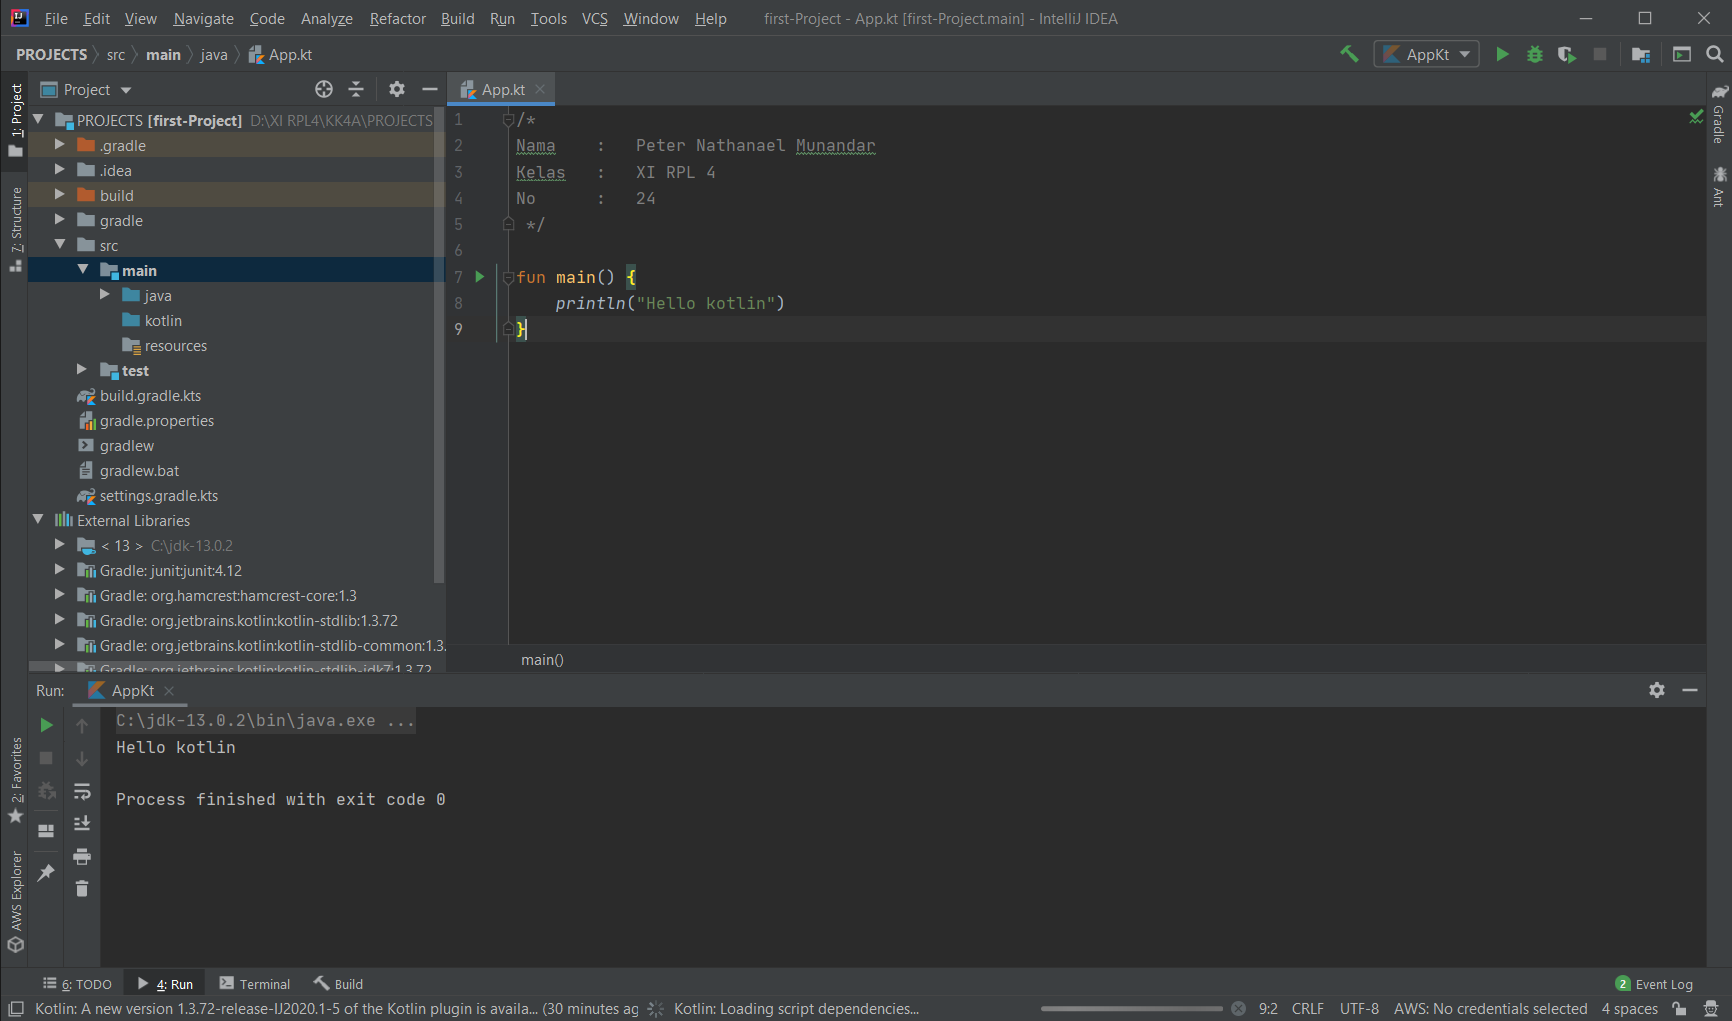 File Edit View Navigate Code Analyze Refactor Build Run Tools VCS Window Help first-Project - App.kt [first-Project.main] - IntelliJ IDEA
PROJECTS src main java App.kt AppKt
1: Project
7: Structure
2: Favorites
AWS Explorer
Project
PROJECTS [first-Project] D:\XI RPL4\KK4A\PROJECTS
.gradle
.idea
build
gradle
src
main
java
kotlin
resources
test
build.gradle.kts
gradle.properties
gradlew
gradlew.bat
settings.gradle.kts
External Libraries
< 13 > C:\jdk-13.0.2
Gradle: junit:junit:4.12
Gradle: org.hamcrest:hamcrest-core:1.3
Gradle: org.jetbrains.kotlin:kotlin-stdlib:1.3.72
Gradle: org.jetbrains.kotlin:kotlin-stdlib-common:1.3.
Gradle: org.jetbrains.kotlin:kotlin-stdlib-jdk7:1.3.72
App.kt
1 /*
2 Nama : Peter Nathanael Munandar
3 Kelas : XI RPL 4
4 No : 24
5 */
6
7 fun main() {
8 println("Hello kotlin")
9 }
main()
Gradle
Ant
Run: AppKt
C:\jdk-13.0.2\bin\java.exe ...
Hello kotlin
Process finished with exit code 0
6: TODO 4: Run Terminal Build 2 Event Log
Kotlin: A new version 1.3.72-release-IJ2020.1-5 of the Kotlin plugin is availa... (30 minutes ag Kotlin: Loading script dependencies... 9:2 CRLF UTF-8 AWS: No credentials selected 4 spaces